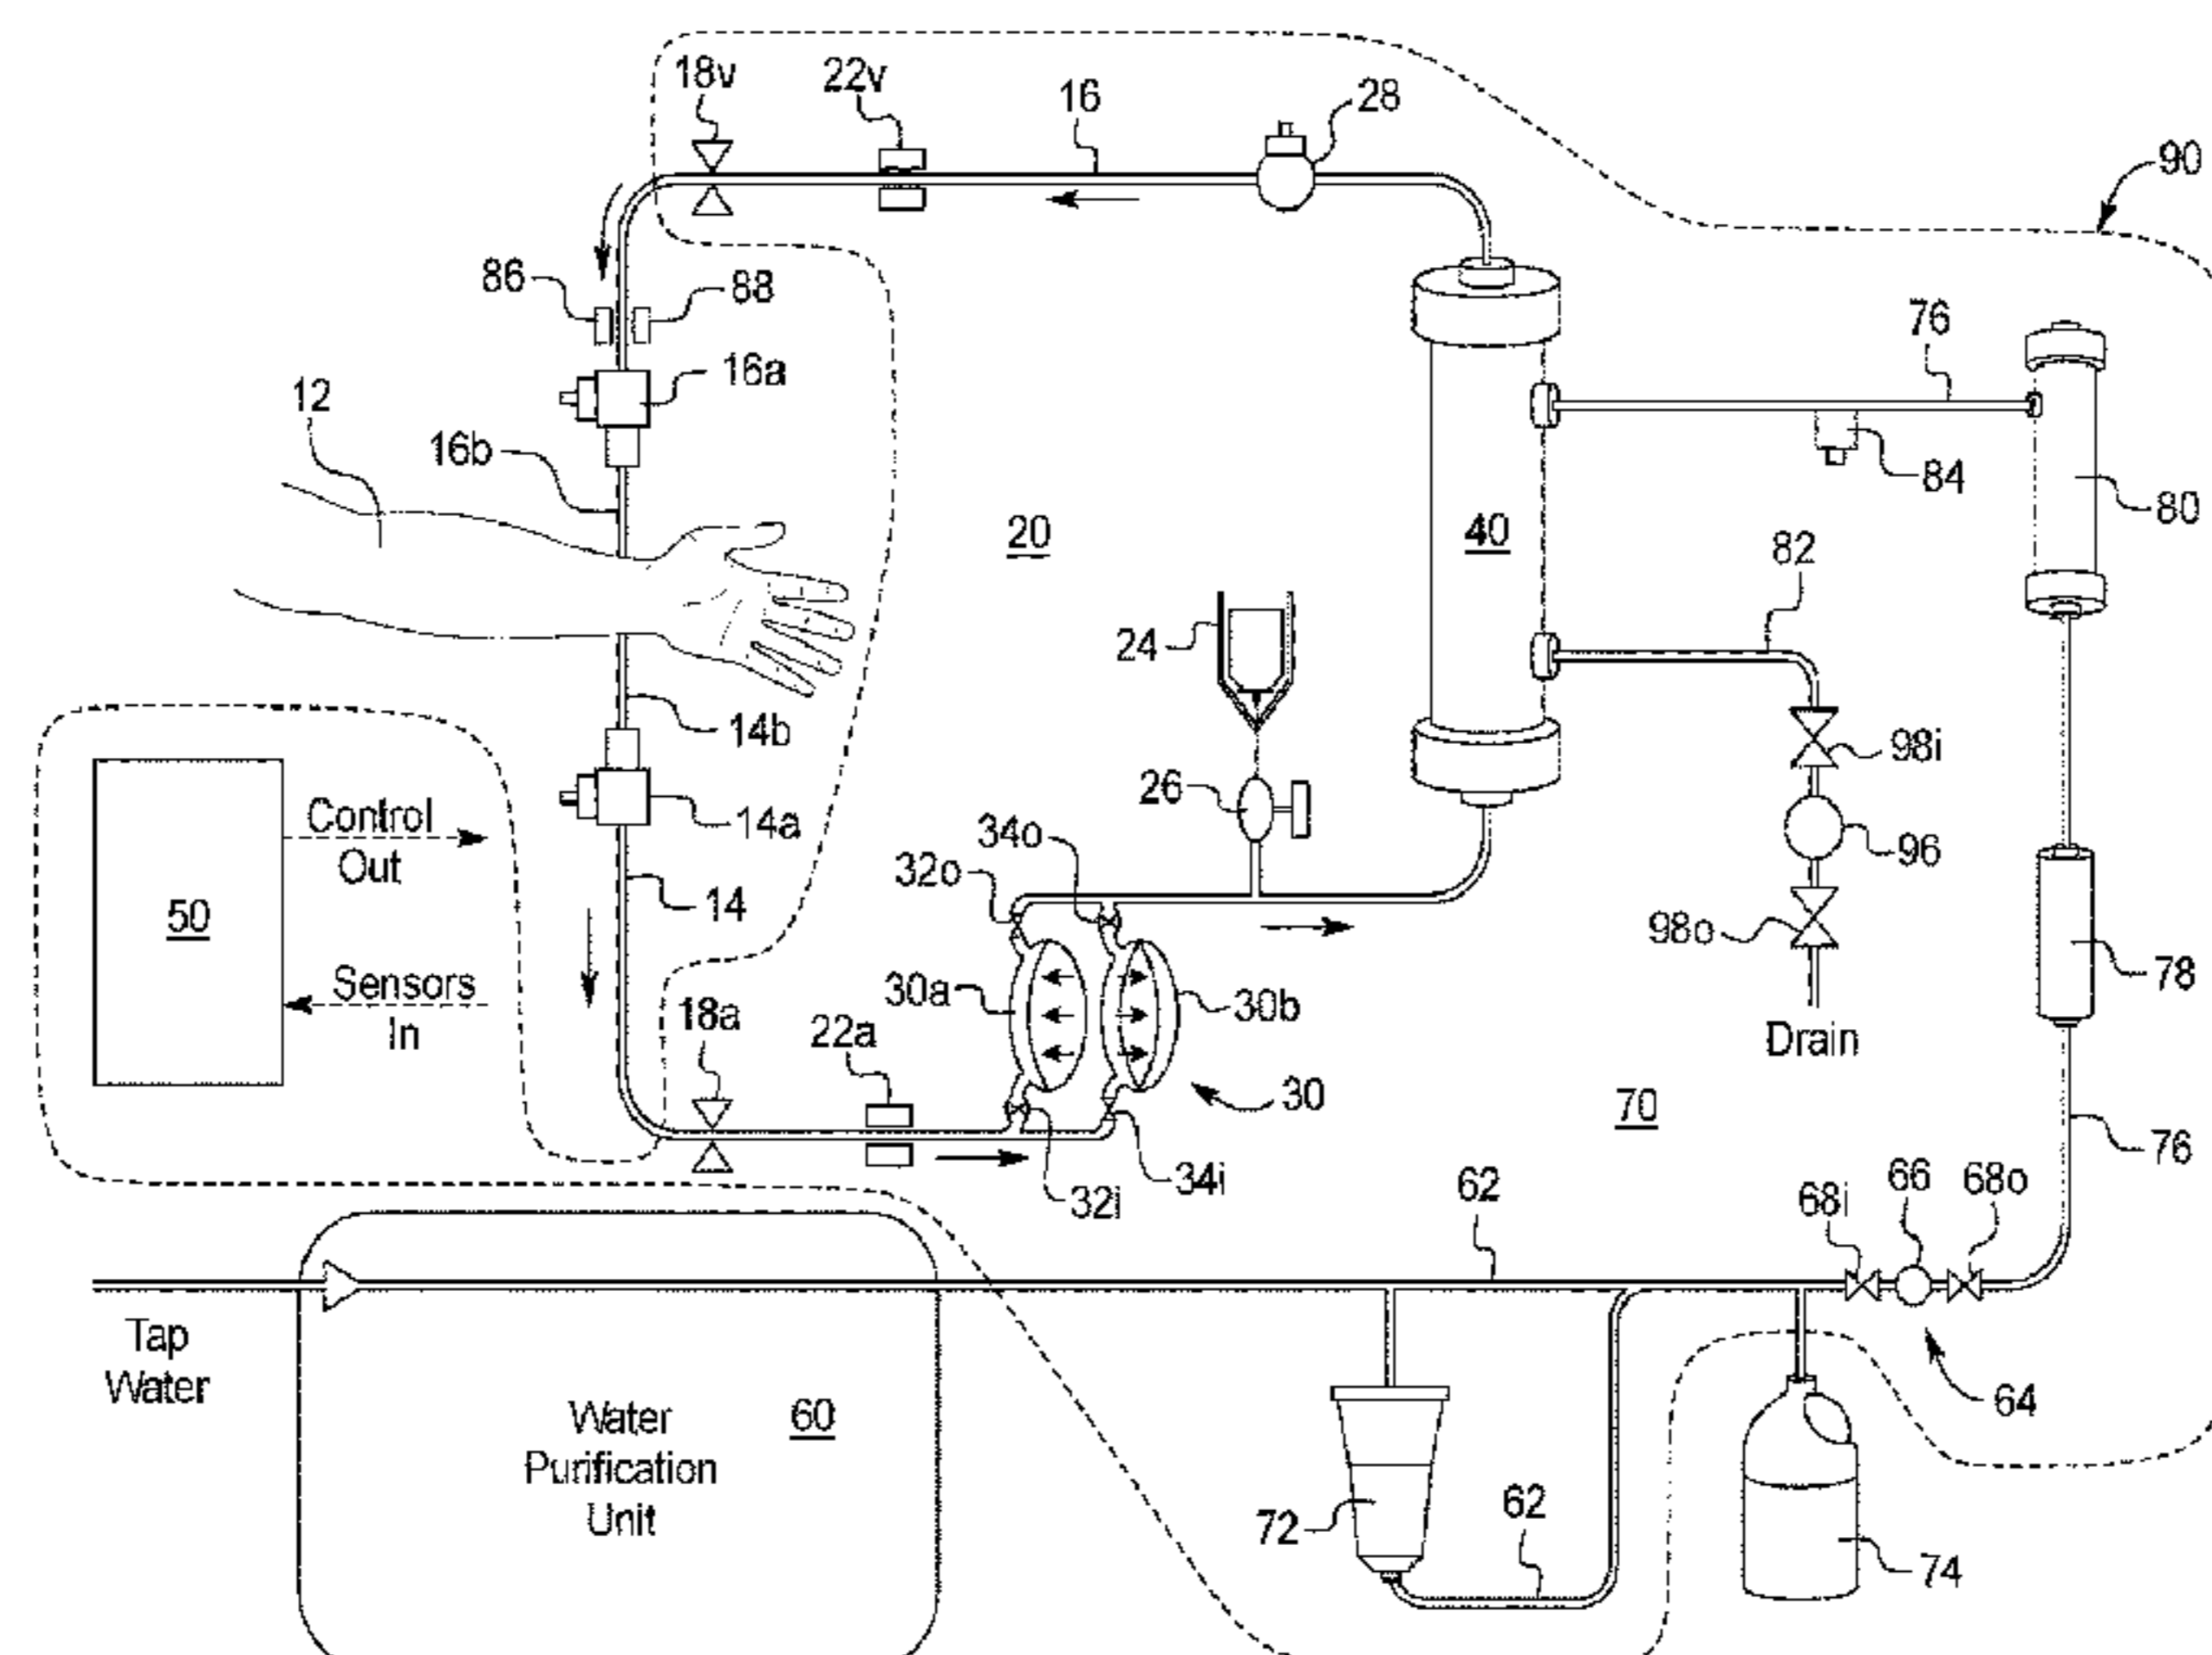 18v
22v
16
28
90
86
88
76
12
16a
16b
84
80
20
40
82
24
14b
98i
Control
Out
26
14a
34o
96
32o
50
14
98o
Sensors
In
30a
30b
78
18a
22a
Drain
30
70
76
32i
34i
62
68i
66
68o
Tap
Water
64
Water
Purification
Unit
60
72
62
74